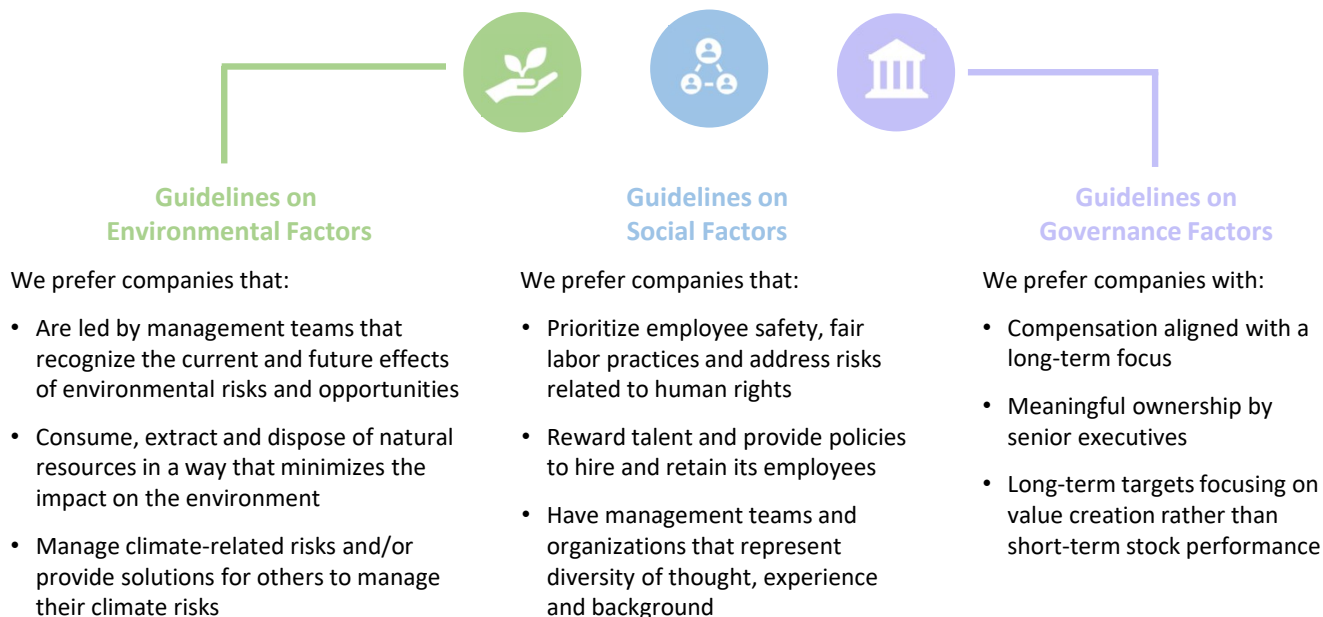 Guidelines on
Environmental Factors
We prefer companies that:
• Are led by management teams that
recognize the current and future effects
of environmental risks and opportunities
• Consume, extract and dispose of natural
resources in a way that minimizes the
impact on the environment
• Manage climate-related risks and/or
provide solutions for others to manage
their climate risks
Guidelines on
Social Factors
We prefer companies that:
• Prioritize employee safety, fair
labor practices and address risks
related to human rights
• Reward talent and provide policies
to hire and retain its employees
• Have management teams and
organizations that represent
diversity of thought, experience
and background
Guidelines on
Governance Factors
We prefer companies with:
• Compensation aligned with a
long-term focus
• Meaningful ownership by
senior executives
• Long-term targets focusing on
value creation rather than
short-term stock performance